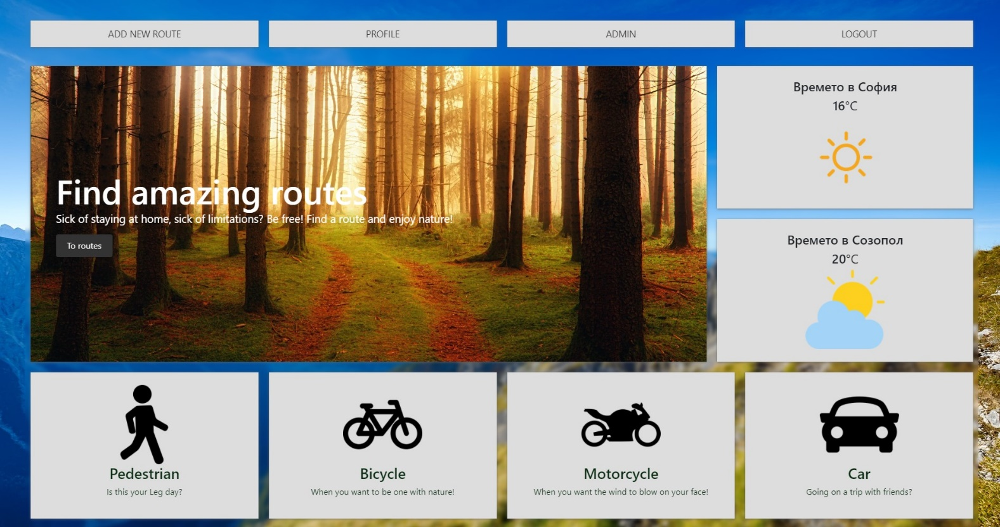 ADD NEW ROUTE
PROFILE
ADMIN
LOGOUT
Find amazing routes
Sick of staying at home, sick of limitations? Be free! Find a route and enjoy nature!
To routes
Времето в София
16°C
Времето в Созопол
20°C
Pedestrian
Is this your Leg day?
Bicycle
When you want to be one with nature!
Motorcycle
When you want the wind to blow on your face!
Car
Going on a trip with friends?